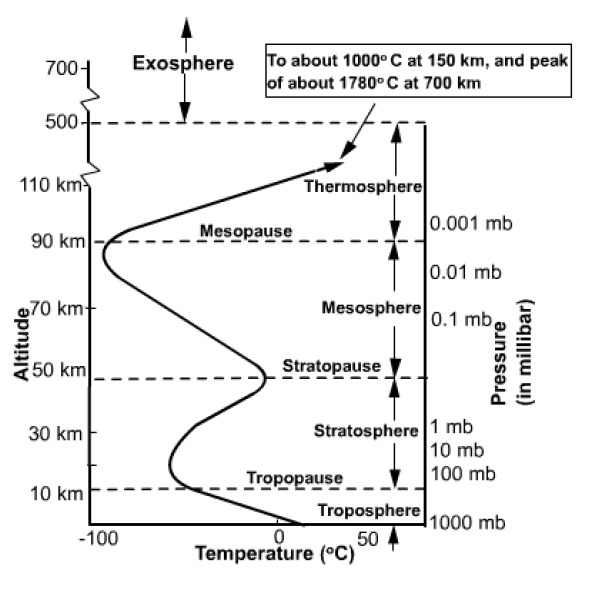 To about 1000° C at 150 km, and peak
of about 1780° C at 700 km
Exosphere
700
500
110 km
Thermosphere
0.001 mb
Mesopause
90 km
0.01 mb
Mesosphere
70 km
0.1 mb
Altitude
Pressure
(in millibar)
Stratopause
50 km
Stratosphere
1 mb
30 km
10 mb
100 mb
Tropopause
10 km
Troposphere
1000 mb
-100
0
50
Temperature (°C)